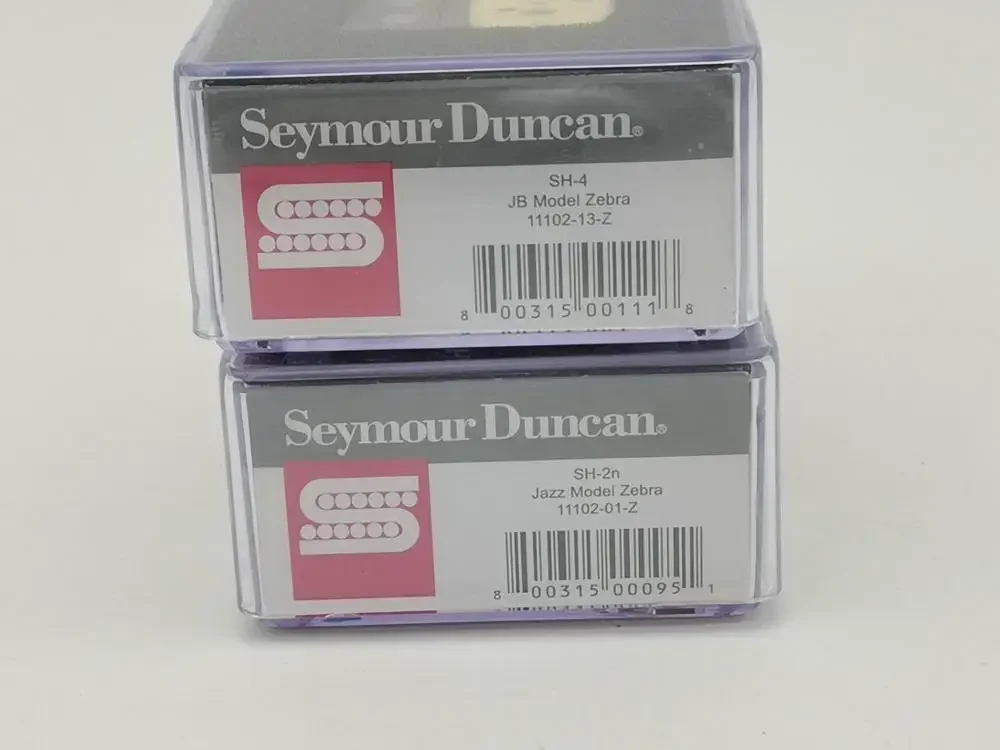 Seymour Duncan®
SH-4
JB Model Zebra
11102-13-Z
8 00315 00111 8
Seymour Duncan®
SH-2n
Jazz Model Zebra
11102-01-Z
8 00315 00095 1